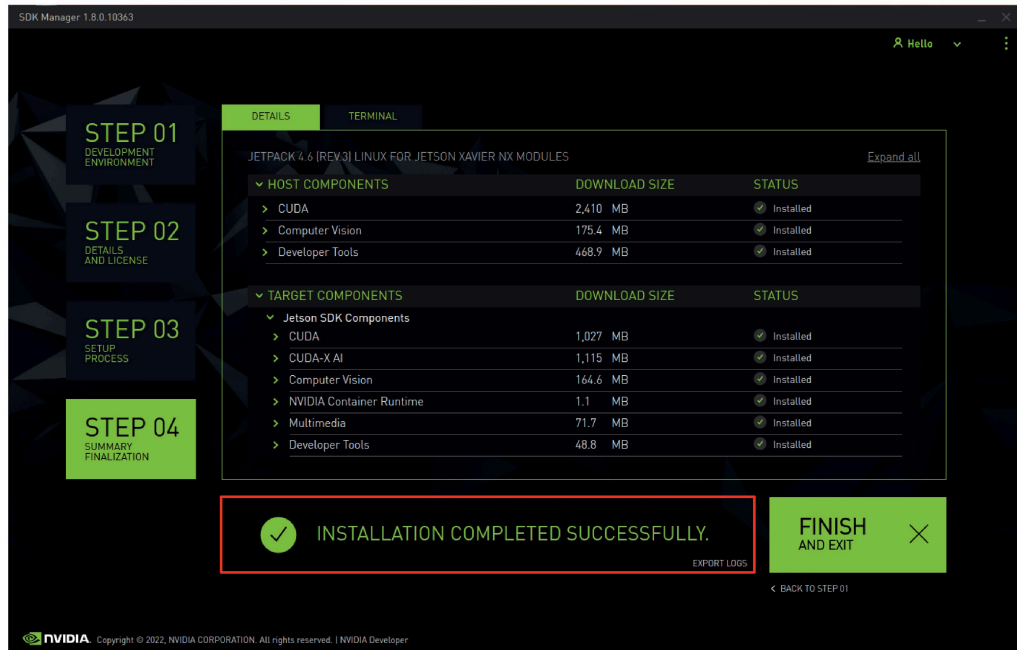 SDK Manager 1.8.0.10363
Hello
STEP 01
DEVELOPMENT
ENVIRONMENT
STEP 02
DETAILS
AND LICENSE
STEP 03
SETUP
PROCESS
STEP 04
SUMMARY
FINALIZATION
DETAILS TERMINAL
JETPACK 4.6 (REV 3) LINUX FOR JETSON XAVIER NX MODULES Expand all
HOST COMPONENTS DOWNLOAD SIZE STATUS
CUDA 2,410 MB Installed
Computer Vision 175.4 MB Installed
Developer Tools 468.9 MB Installed
TARGET COMPONENTS DOWNLOAD SIZE STATUS
Jetson SDK Components
CUDA 1,027 MB Installed
CUDA-X AI 1,115 MB Installed
Computer Vision 164.6 MB Installed
NVIDIA Container Runtime 1.1 MB Installed
Multimedia 71.7 MB Installed
Developer Tools 48.8 MB Installed
INSTALLATION COMPLETED SUCCESSFULLY.
EXPORT LOGS
FINISH
AND EXIT
< BACK TO STEP 01
NVIDIA. Copyright © 2022, NVIDIA CORPORATION. All rights reserved. | NVIDIA Developer